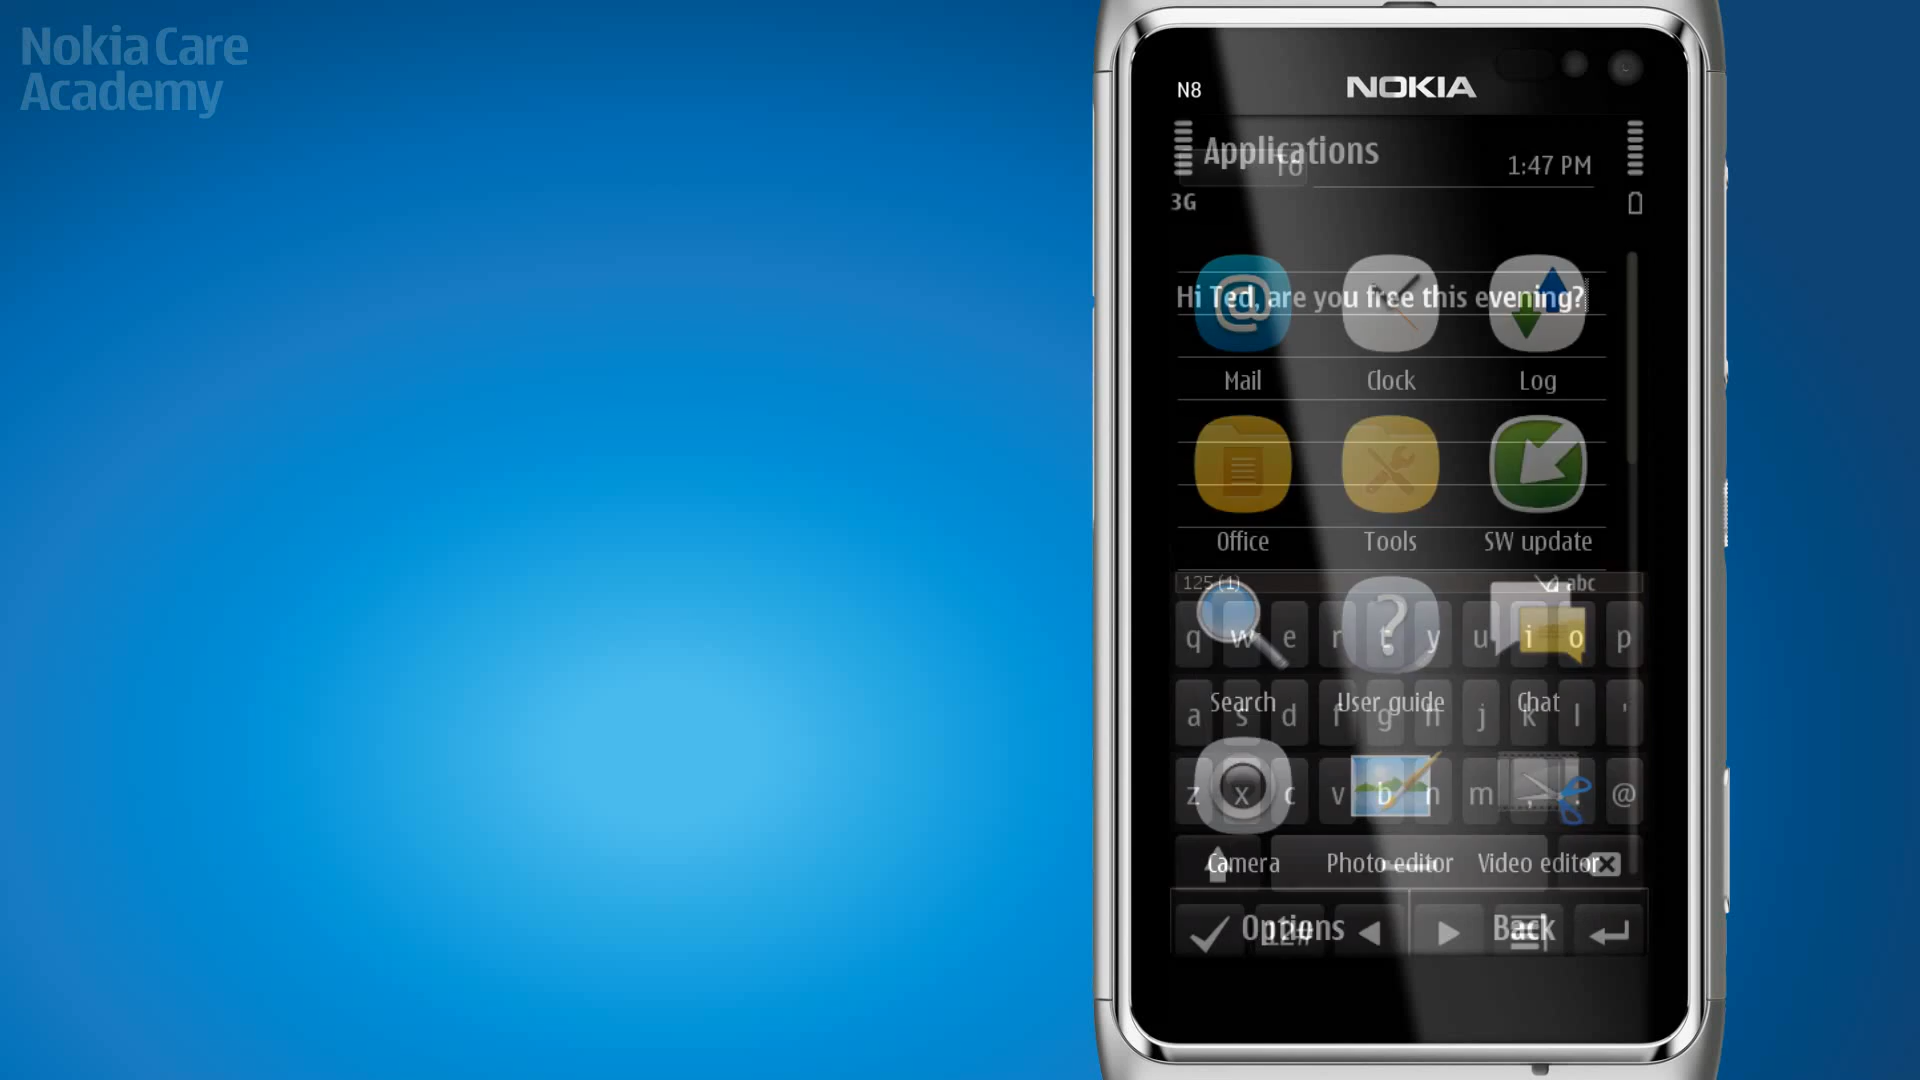 Nokia Care
Academy
N8
NOKIA
Applications
To
1:47 PM
3G
Hi Ted, are you free this evening?
Mail
Clock
Log
Office
Tools
SW update
125 (1)
abc
q w e r t y u i o p
Search
User guide
Chat
a s d f g h j k l '
z x c v b n m , . @
Camera
Photo editor
Video editor
Options
12#
Back